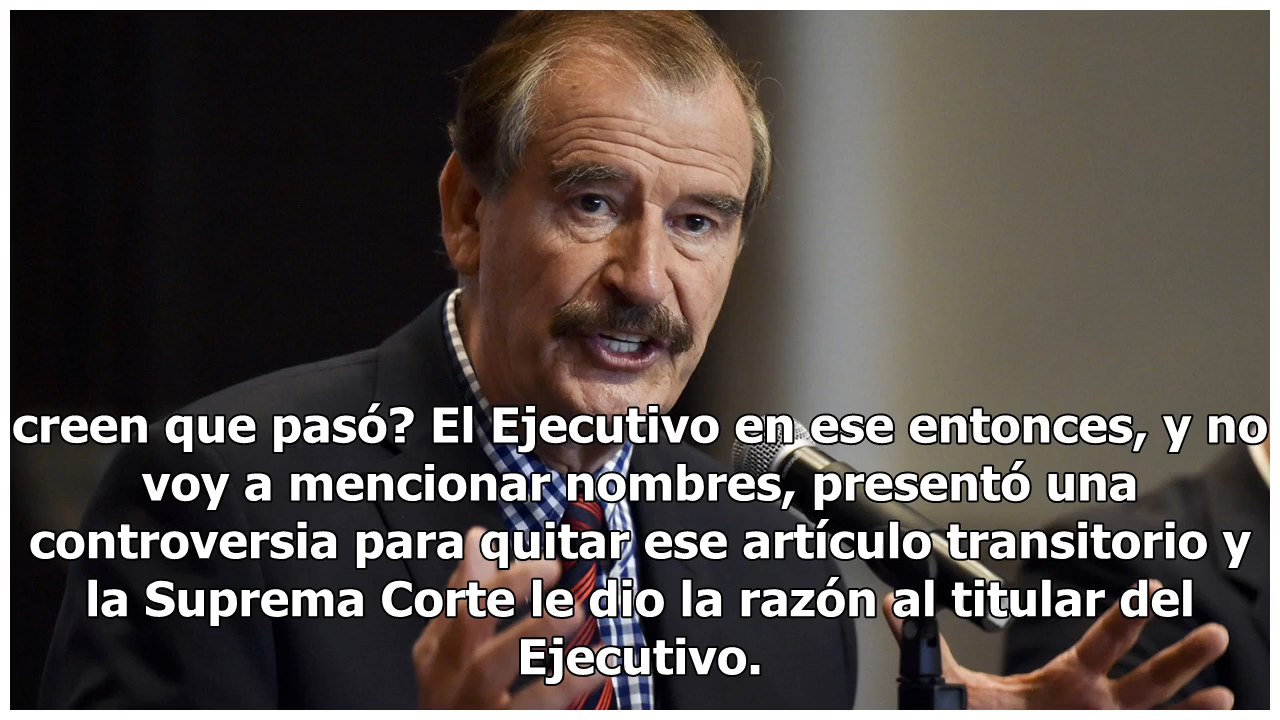 creen que pasó? El Ejecutivo en ese entonces, y no
voy a mencionar nombres, presentó una
controversia para quitar ese artículo transitorio y
la Suprema Corte le dio la razón al titular del
Ejecutivo.